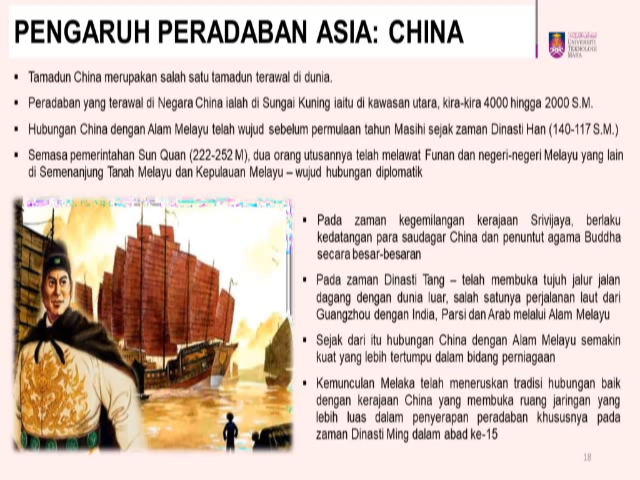 PENGARUH PERADABAN ASIA: CHINA
UNIVERSITI
TEKNOLOGI
MARA
▪ Tamadun China merupakan salah satu tamadun terawal di dunia.
▪ Peradaban yang terawal di Negara China ialah di Sungai Kuning iaitu di kawasan utara, kira-kira 4000 hingga 2000 S.M.
▪ Hubungan China dengan Alam Melayu telah wujud sebelum permulaan tahun Masihi sejak zaman Dinasti Han (140-117 S.M.)
▪ Semasa pemerintahan Sun Quan (222-252 M), dua orang utusannya telah melawat Funan dan negeri-negeri Melayu yang lain
di Semenanjung Tanah Melayu dan Kepulauan Melayu – wujud hubungan diplomatik
▪ Pada zaman kegemilangan kerajaan Srivijaya, berlaku
kedatangan para saudagar China dan penuntut agama Buddha
secara besar-besaran
▪ Pada zaman Dinasti Tang – telah membuka tujuh jalur jalan
dagang dengan dunia luar, salah satunya perjalanan laut dari
Guangzhou dengan India, Parsi dan Arab melalui Alam Melayu
▪ Sejak dari itu hubungan China dengan Alam Melayu semakin
kuat yang lebih tertumpu dalam bidang perniagaan
▪ Kemunculan Melaka telah meneruskan tradisi hubungan baik
dengan kerajaan China yang membuka ruang jaringan yang
lebih luas dalam penyerapan peradaban khususnya pada
zaman Dinasti Ming dalam abad ke-15
18